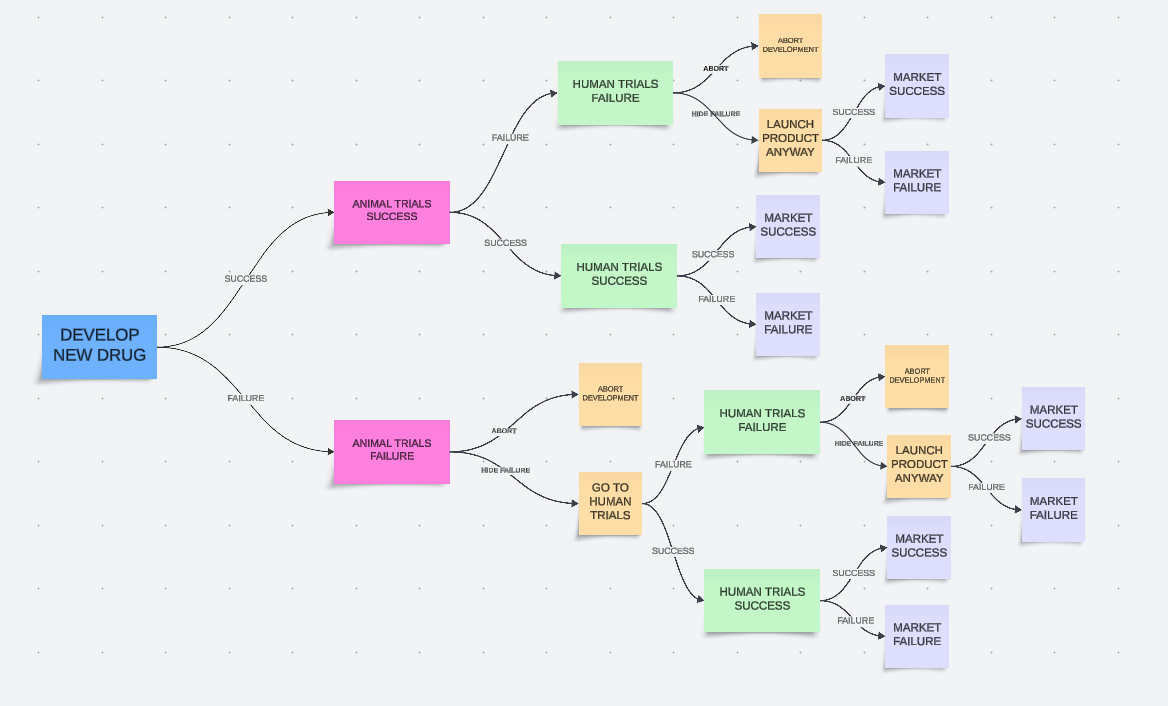 DEVELOP
NEW DRUG
SUCCESS
FAILURE
ANIMAL TRIALS
SUCCESS
FAILURE
SUCCESS
HUMAN TRIALS
FAILURE
ABORT
HIDE FAILURE
ABORT
DEVELOPMENT
LAUNCH
PRODUCT
ANYWAY
SUCCESS
FAILURE
MARKET
SUCCESS
MARKET
FAILURE
HUMAN TRIALS
SUCCESS
SUCCESS
FAILURE
MARKET
SUCCESS
MARKET
FAILURE
ANIMAL TRIALS
FAILURE
ABORT
HIDE FAILURE
ABORT
DEVELOPMENT
GO TO
HUMAN
TRIALS
FAILURE
SUCCESS
HUMAN TRIALS
FAILURE
ABORT
HIDE FAILURE
ABORT
DEVELOPMENT
LAUNCH
PRODUCT
ANYWAY
SUCCESS
FAILURE
MARKET
SUCCESS
MARKET
FAILURE
HUMAN TRIALS
SUCCESS
SUCCESS
FAILURE
MARKET
SUCCESS
MARKET
FAILURE